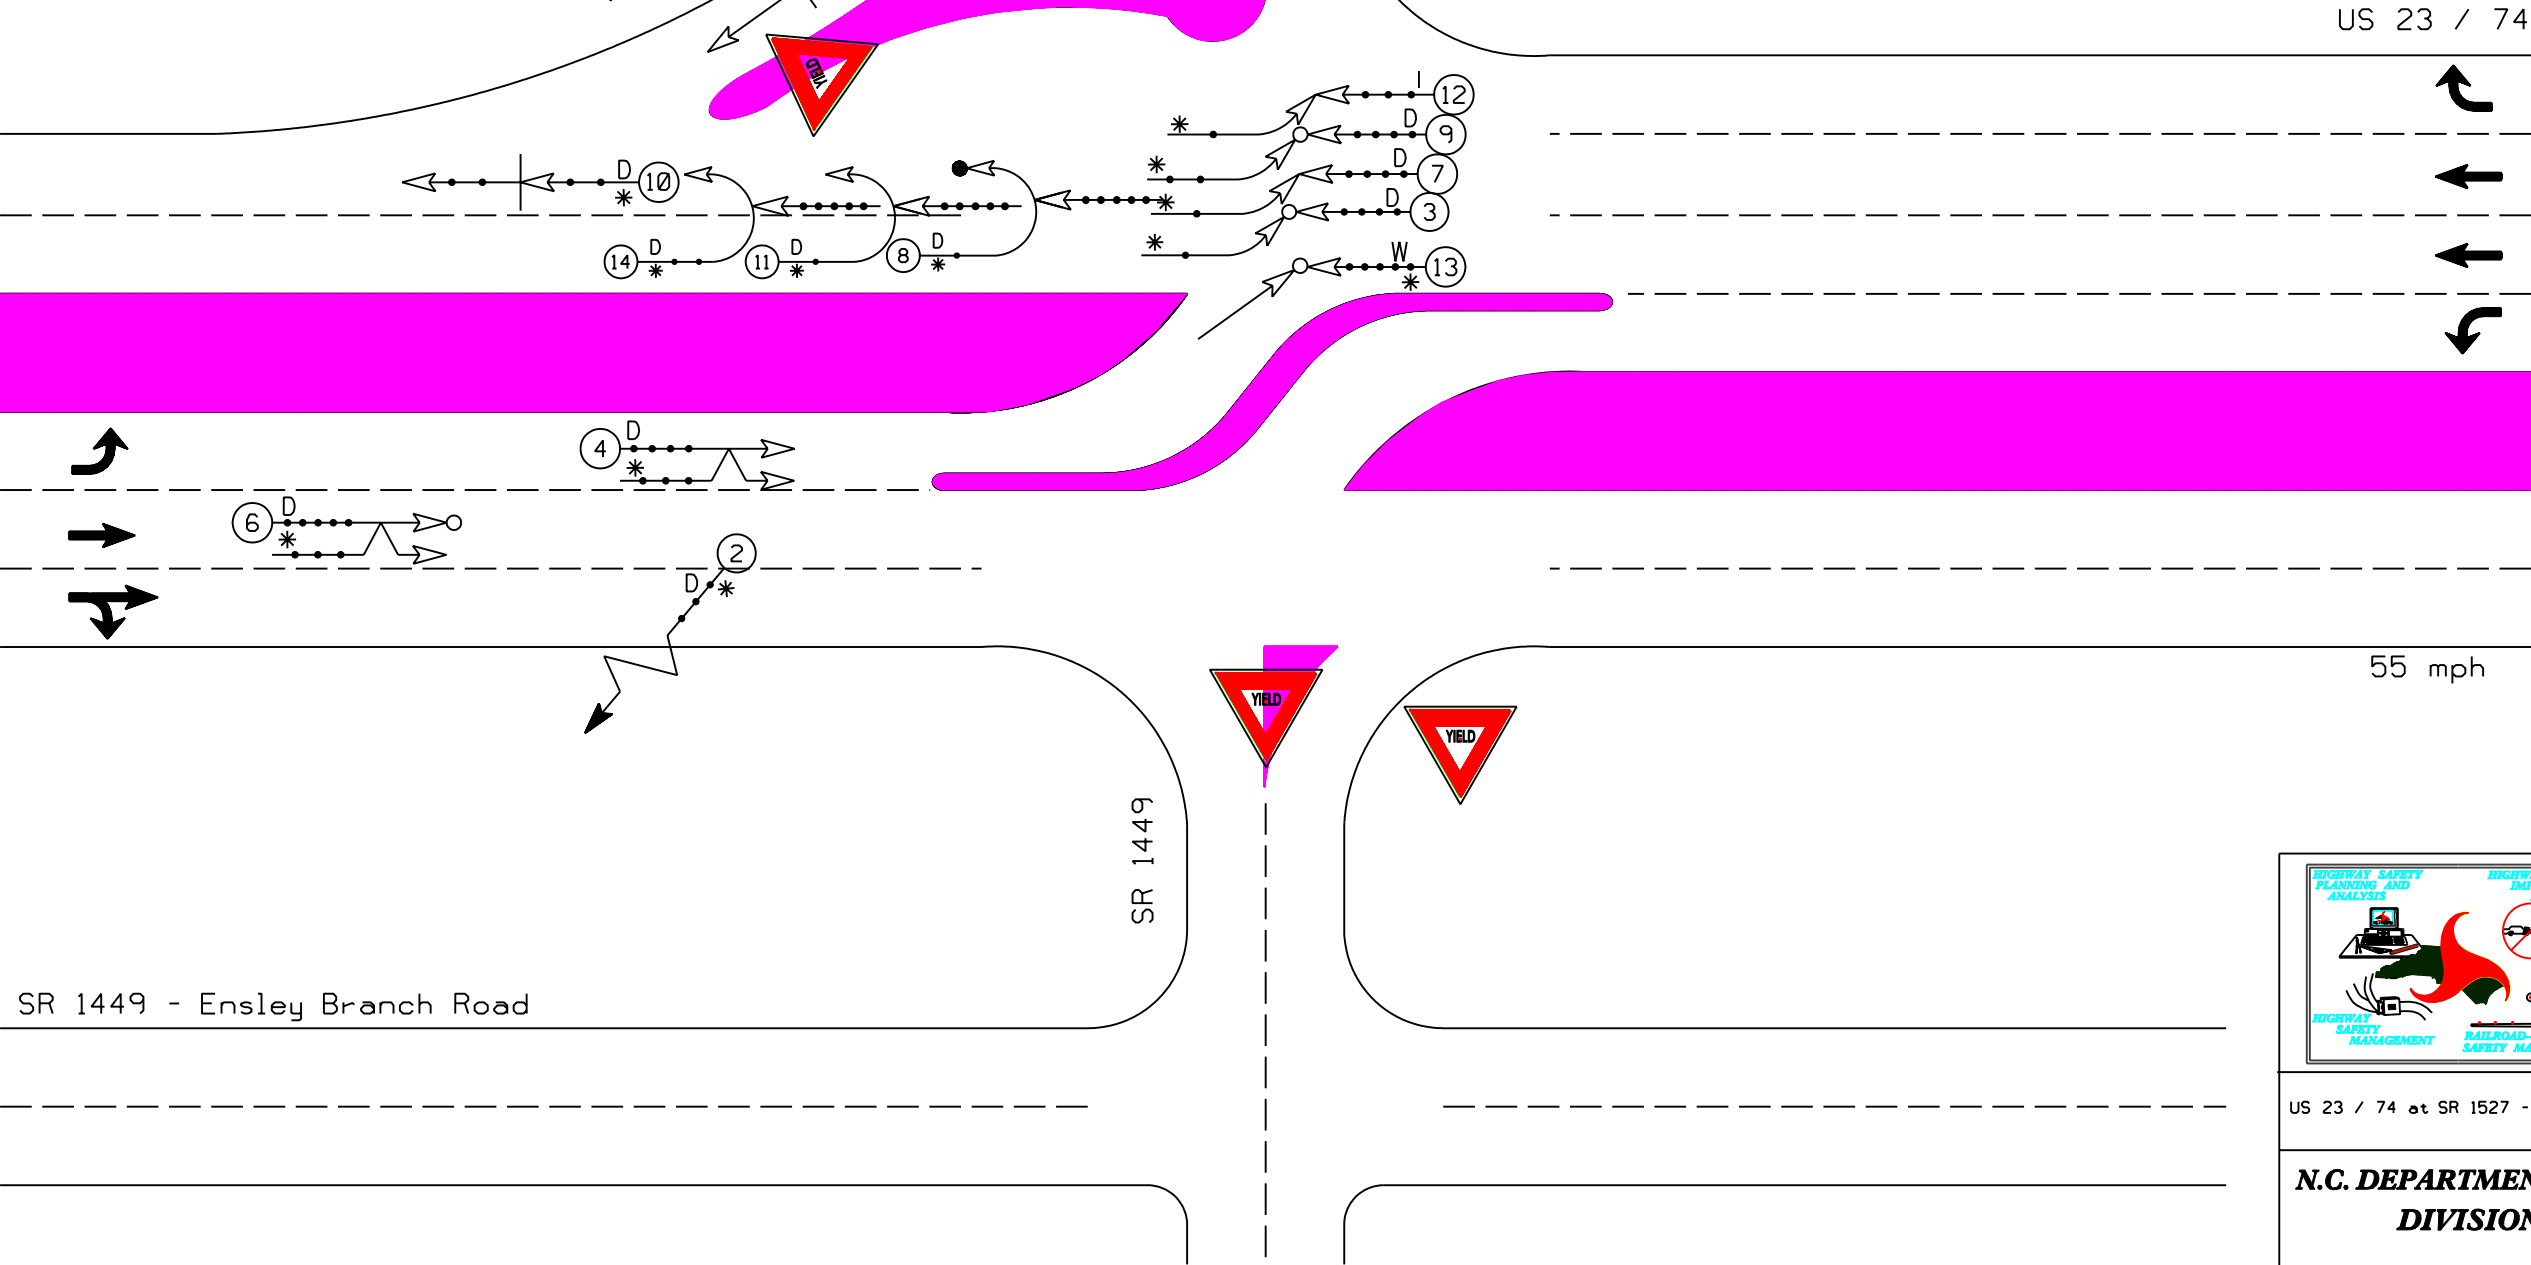 US 23 / 74
YIELD
I
12
D
9
D
7
D
3
W
13
D
10
14 D
11 D
8 D
4 D
6 D
2
D
55 mph
YIELD
YIELD
SR 1449
SR 1449 - Ensley Branch Road
HIGHWAY SAFETY
PLANNING AND
ANALYSIS
HIGHWAY
SAFETY
MANAGEMENT
RAILROAD-
SAFETY
US 23 / 74 at SR 1527 -
N.C. DEPARTMEN
DIVISION